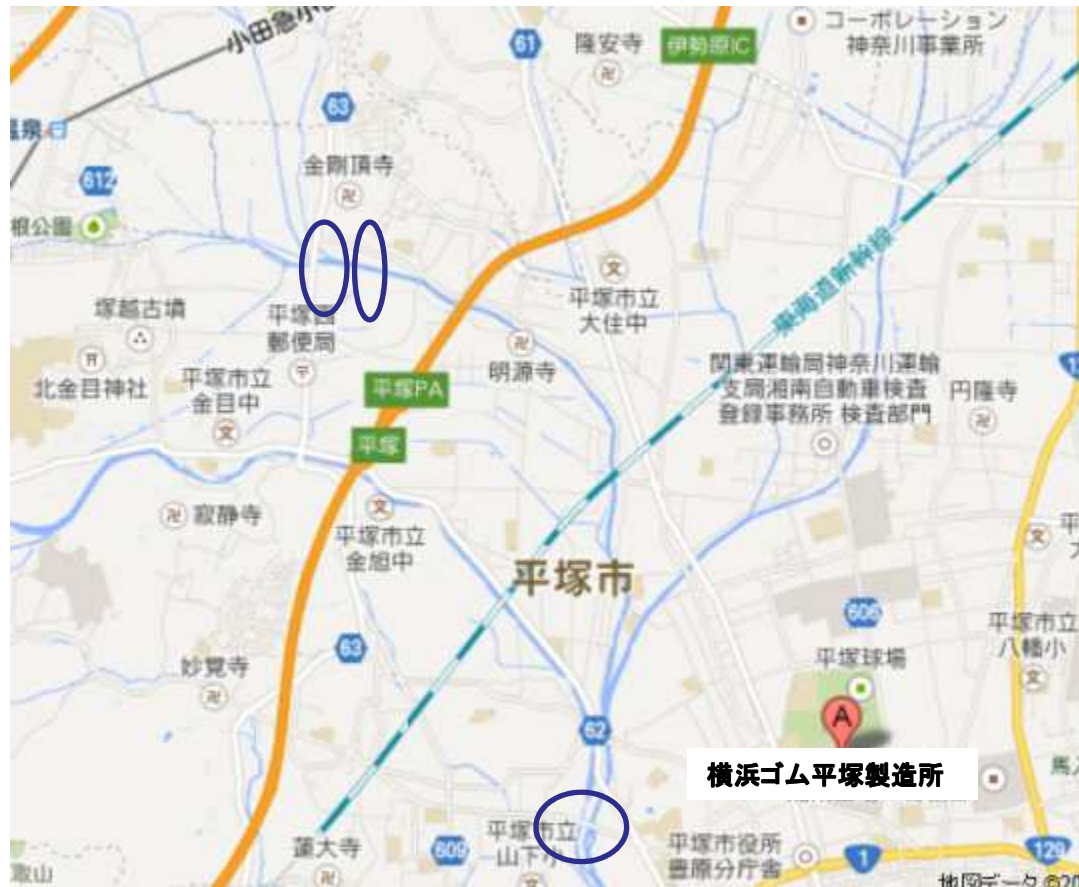 コーポレーション
神奈川事業所
小田急小田
61
隆安寺
伊勢原IC
63
温泉
金剛頂寺
612
根公園
東海道新幹線
塚越古墳
平塚西
郵便局
平塚市立
大住中
北金目神社
平塚市立
金目中
平塚PA
明源寺
関東運輸局神奈川運輸
支局湘南自動車検査
登録事務所 検査部門
円隆寺
平塚
寂静寺
平塚市立
金旭中
平塚市
606
平塚市立
八幡小
63
妙覚寺
平塚球場
A
62
横浜ゴム平塚製造所
馬入
蓮大寺
609
平塚市立
山下小
平塚市役所
豊原分庁舎
1
129
取山
地図データ ©20